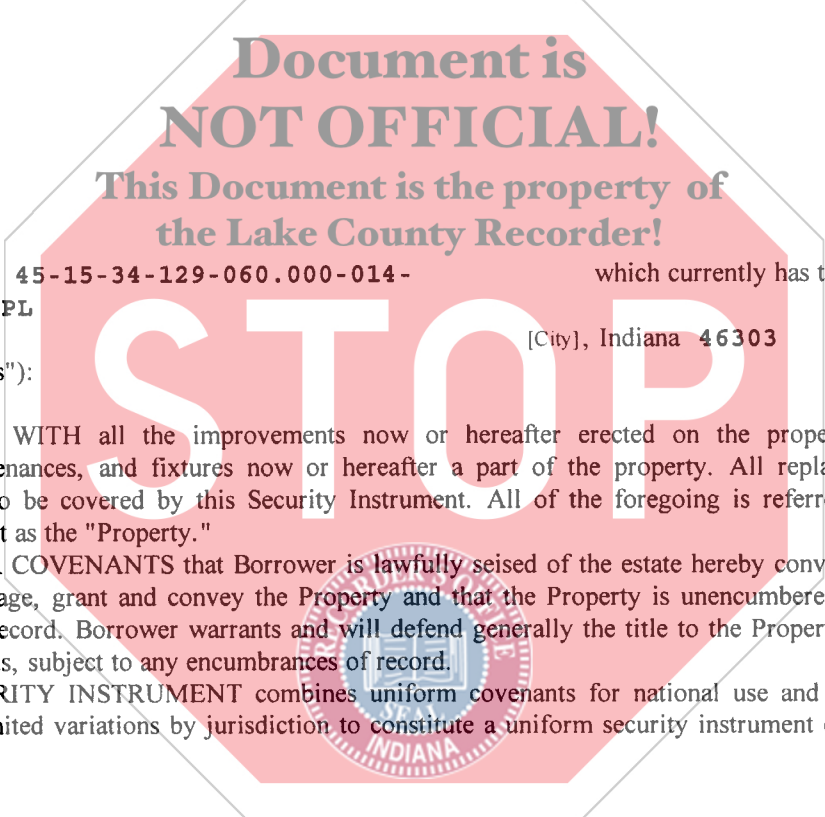 Document is
NOT OFFICIAL!
This Document is the property of
the Lake County Recorder!
45-15-34-129-060.000-014- which currently has t
PL
[City], Indiana 46303
s"):
STOP
WITH all the improvements now or hereafter erected on the prope
enances, and fixtures now or hereafter a part of the property. All repla
o be covered by this Security Instrument. All of the foregoing is referr
t as the "Property."
COVENANTS that Borrower is lawfully seised of the estate hereby conv
age, grant and convey the Property and that the Property is unencumbere
ecord. Borrower warrants and will defend generally the title to the Proper
s, subject to any encumbrances of record.
RITY INSTRUMENT combines uniform covenants for national use and
ited variations by jurisdiction to constitute a uniform security instrument
RECORDER'S OFFICE
SEAL
INDIANA